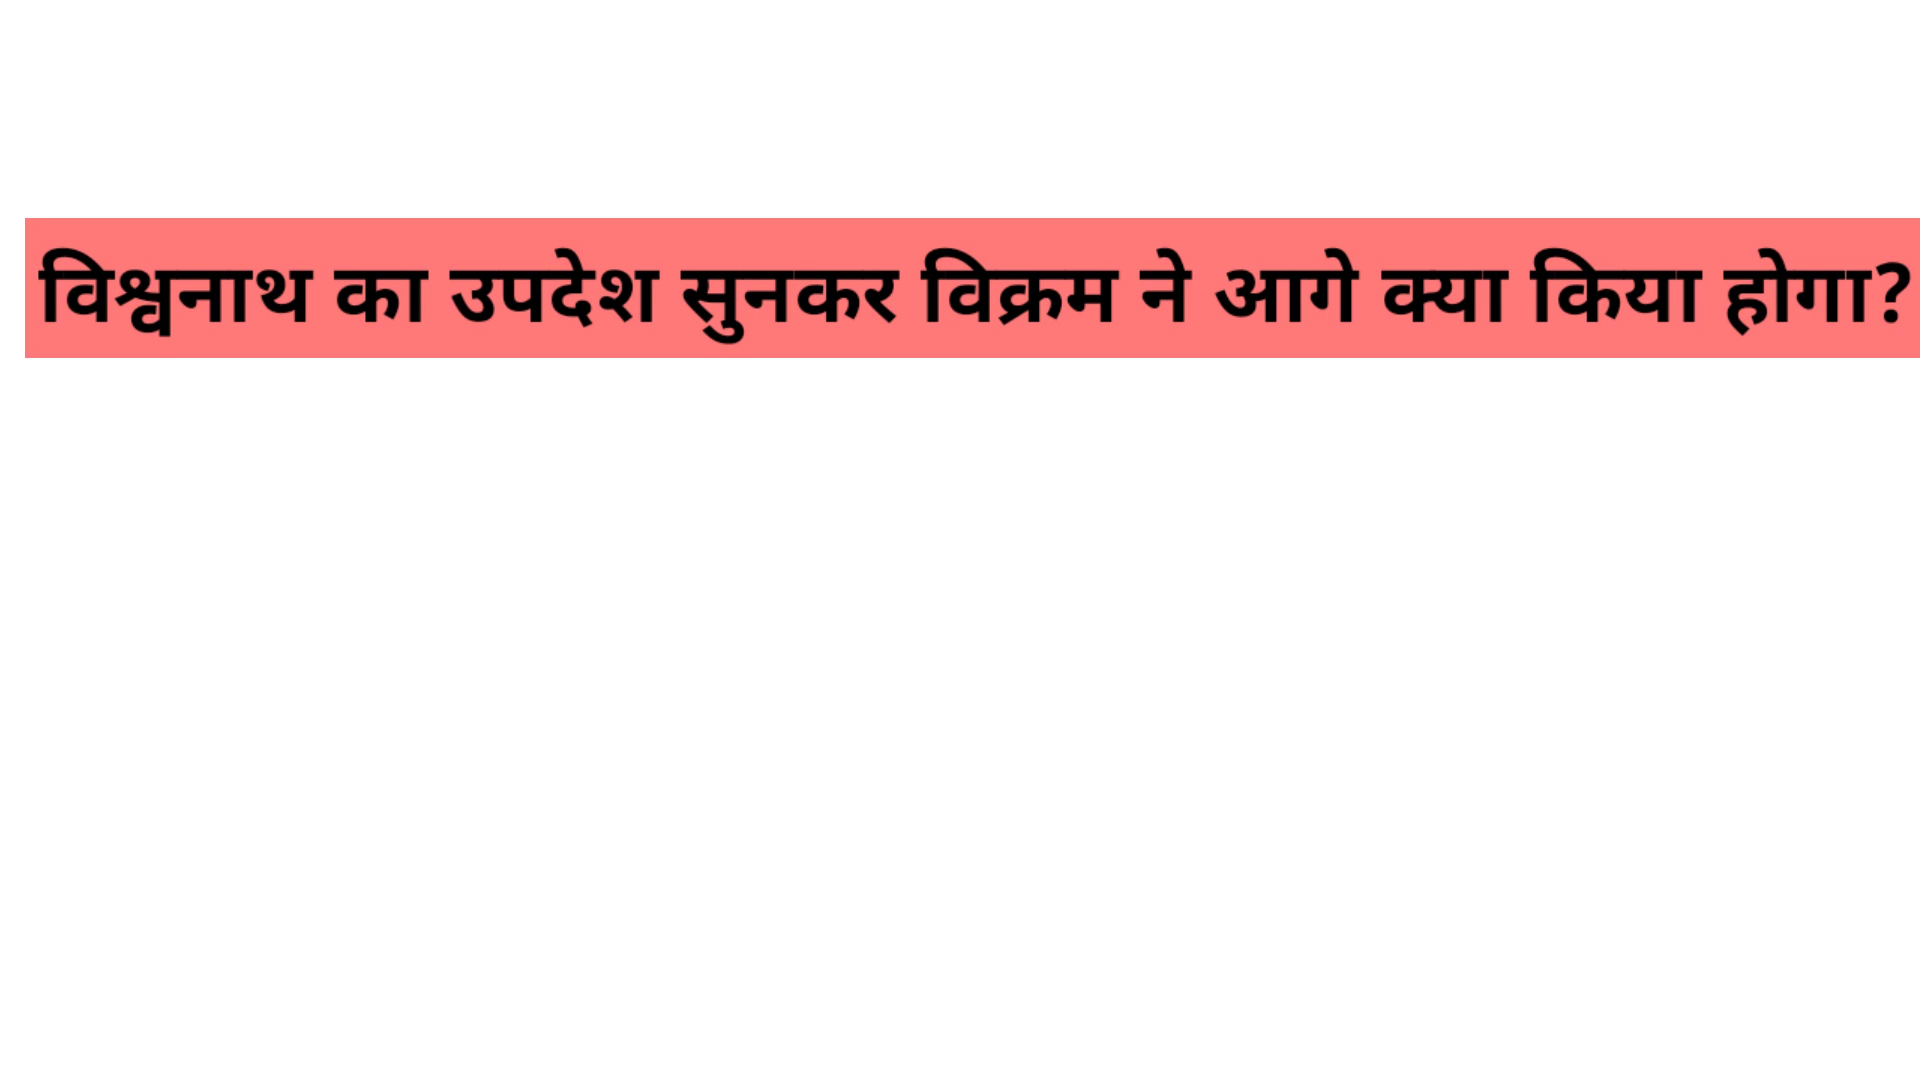 विश्वनाथ का उपदेश सुनकर विक्रम ने आगे क्या किया होगा?